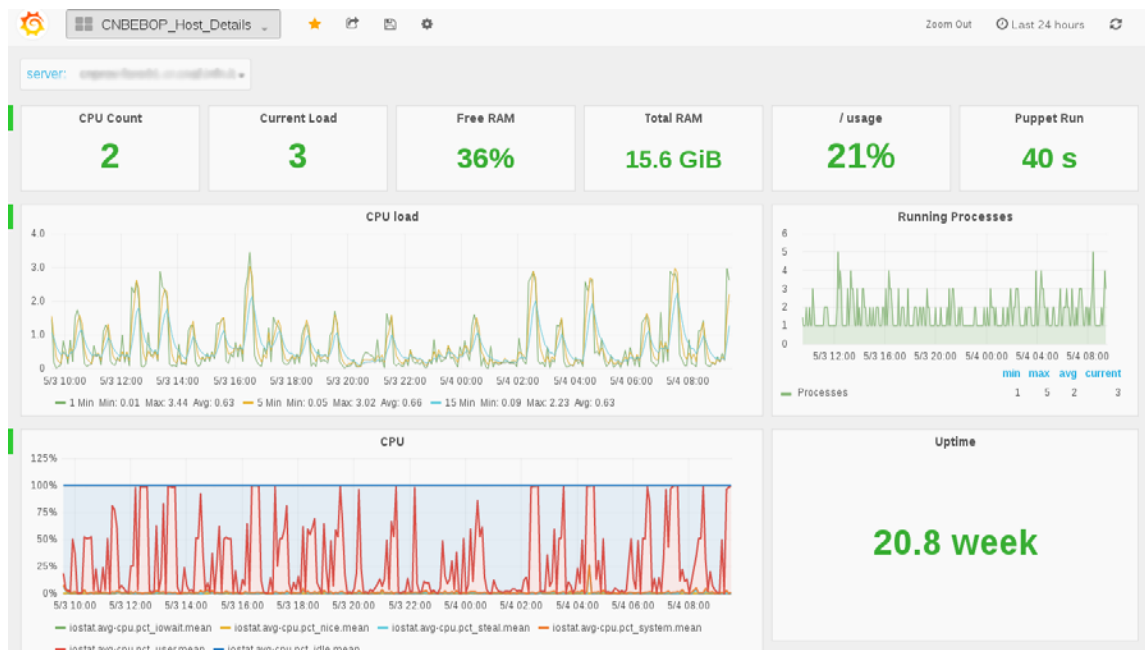 CNBEBOP_Host_Details
Zoom Out
Last 24 hours
server:
CPU Count
2
Current Load
3
Free RAM
36%
Total RAM
15.6 GiB
/ usage
21%
Puppet Run
40 s
CPU load
4.0
3.0
2.0
1.0
0
5/3 10:00 5/3 12:00 5/3 14:00 5/3 16:00 5/3 18:00 5/3 20:00 5/3 22:00 5/4 00:00 5/4 02:00 5/4 04:00 5/4 06:00 5/4 08:00
1 Min Min: 0.01 Max: 3.44 Avg: 0.63 5 Min Min: 0.05 Max: 3.02 Avg: 0.66 15 Min Min: 0.09 Max: 2.23 Avg: 0.63
Running Processes
6
5
4
3
2
1
0
5/3 12:00 5/3 16:00 5/3 20:00 5/4 00:00 5/4 04:00 5/4 08:00
min max avg current
Processes 1 5 2 3
CPU
125%
100%
75%
50%
25%
0%
5/3 10:00 5/3 12:00 5/3 14:00 5/3 16:00 5/3 18:00 5/3 20:00 5/3 22:00 5/4 00:00 5/4 02:00 5/4 04:00 5/4 06:00 5/4 08:00
iostat.avg-cpu.pct_iowait.mean iostat.avg-cpu.pct_nice.mean iostat.avg-cpu.pct_steal.mean iostat.avg-cpu.pct_system.mean
iostat.avg-cpu.pct_user.mean iostat.avg-cpu.pct_idle.mean
Uptime
20.8 week